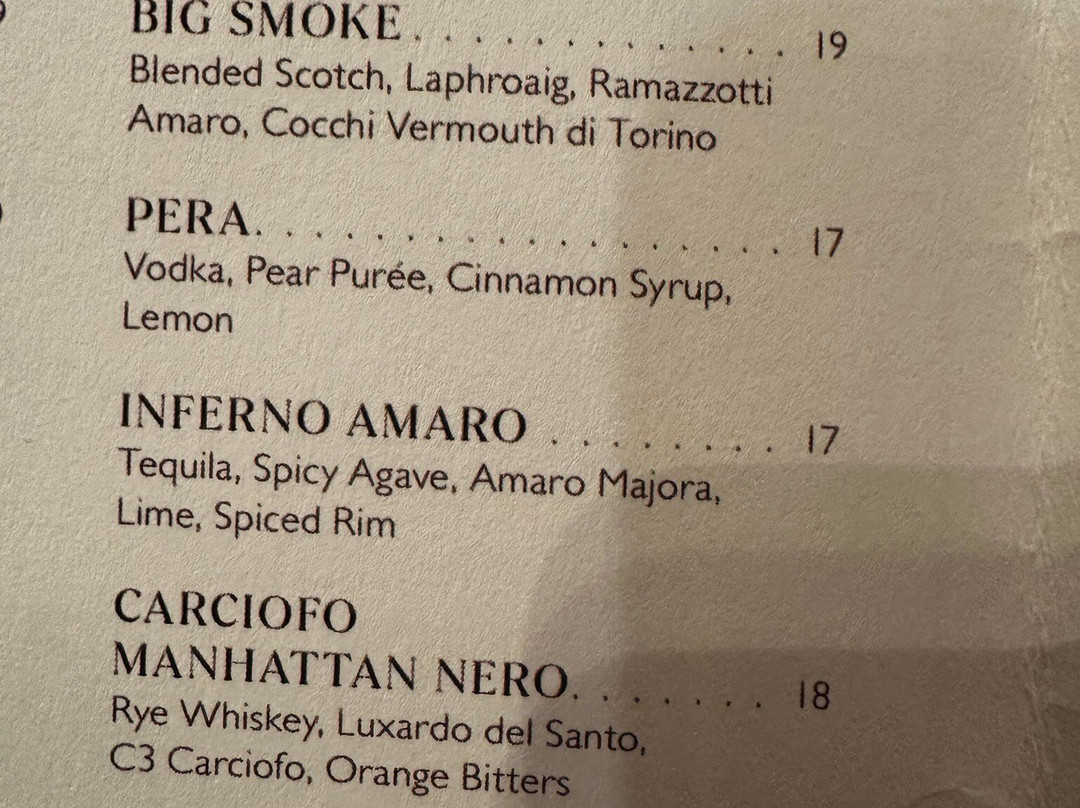 BIG SMOKE. . . . . . . . . . . . . 19
Blended Scotch, Laphroaig, Ramazzotti
Amaro, Cocchi Vermouth di Torino
PERA. . . . . . . . . . . . . . . . . . 17
Vodka, Pear Purée, Cinnamon Syrup,
Lemon
INFERNO AMARO . . . . . . . . 17
Tequila, Spicy Agave, Amaro Majora,
Lime, Spiced Rim
CARCIOFO
MANHATTAN NERO. . . . . . . 18
Rye Whiskey, Luxardo del Santo,
C3 Carciofo, Orange Bitters